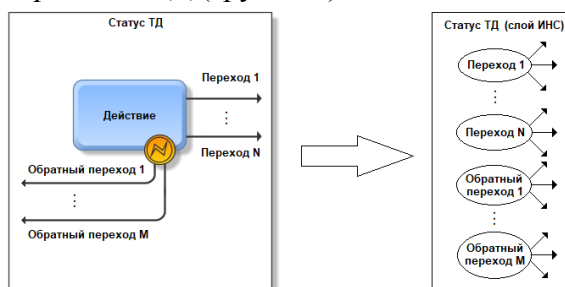 Статус ТД
Переход 1
⋮
Действие
Переход N
Обратный переход 1
⋮
Обратный переход M
Статус ТД (слой ИНС)
Переход 1
⋮
Переход N
Обратный
переход 1
⋮
Обратный
переход M